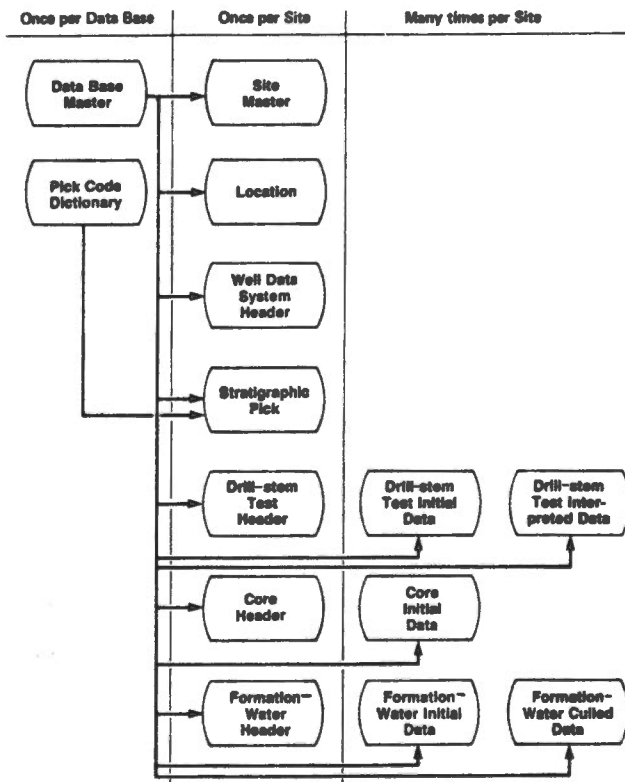 Once per Data Base
Once per Site
Many times per Site
Data Base
Master
Site
Master
Pick Code
Dictionary
Location
Well Data
System
Header
Stratigraphic
Pick
Drill-stem
Test
Header
Drill-stem
Test Initial
Data
Drill-stem
Test Inter-
preted Data
Core
Header
Core
Initial
Data
Formation-
Water
Header
Formation-
Water Initial
Data
Formation-
Water Culled
Data